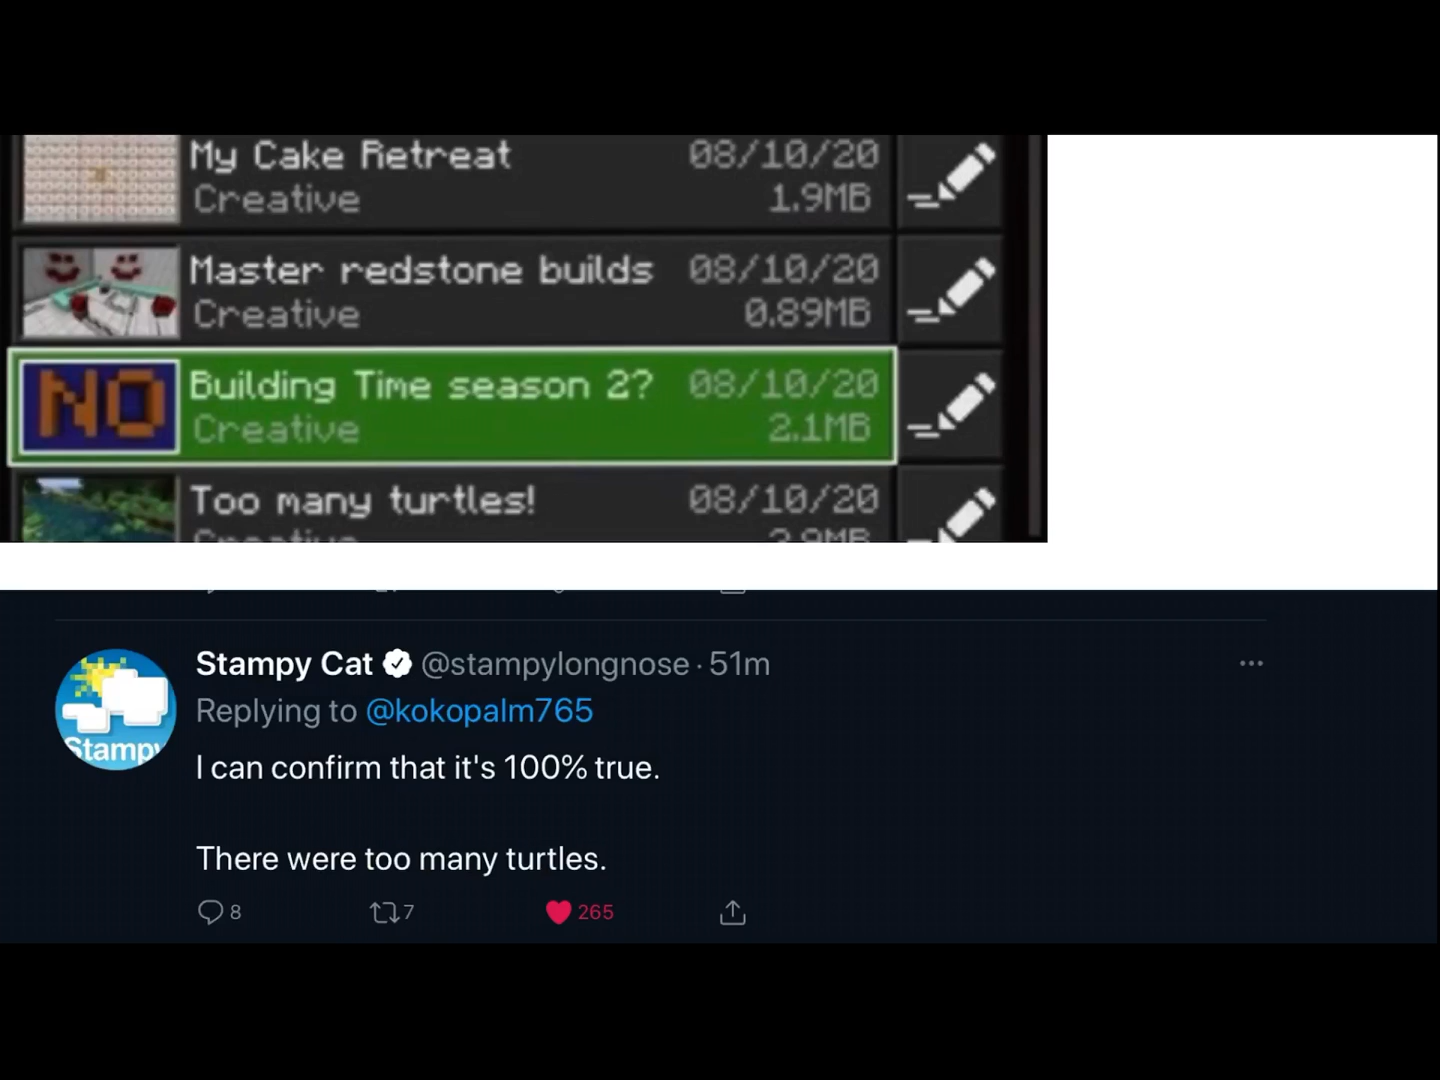 My Cake Retreat 08/10/20
Creative 1.9MB
Master redstone builds 08/10/20
Creative 0.89MB
NO
Building Time season 2? 08/10/20
Creative 2.1MB
Too many turtles! 08/10/20
Stampy Cat @stampylongnose · 51m
Replying to @kokopalm765
Stampy
I can confirm that it's 100% true.
There were too many turtles.
8 7 265